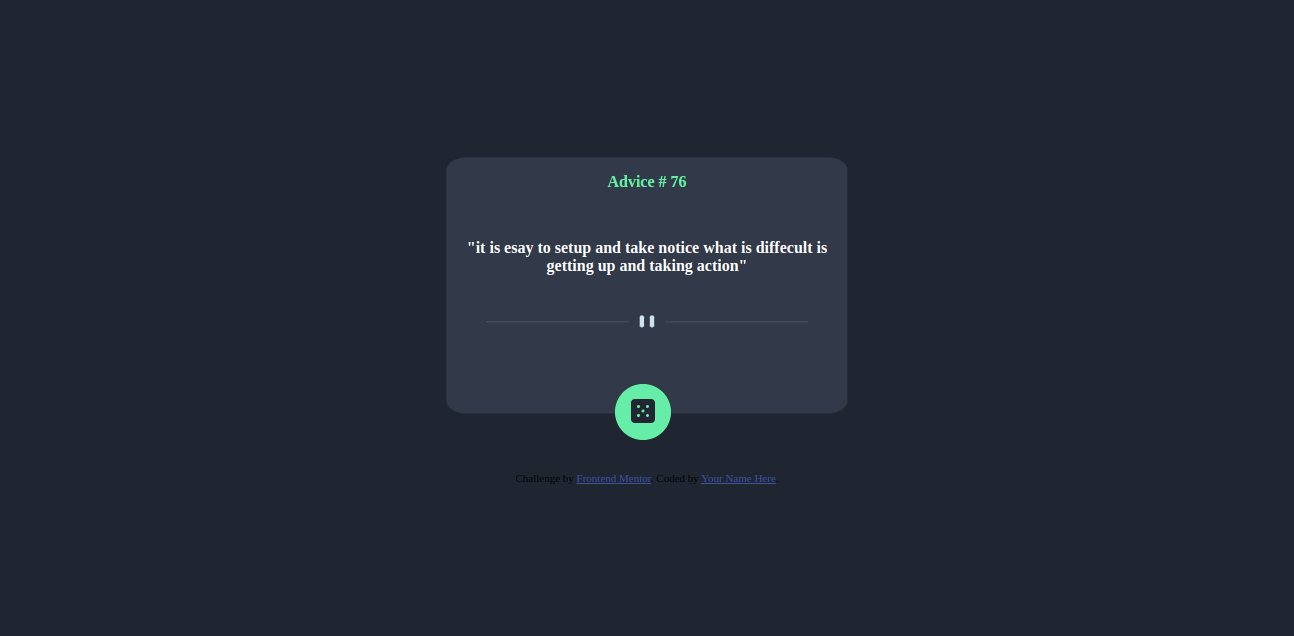 Advice # 76
"it is esay to setup and take notice what is diffecult is
getting up and taking action"
Challenge by Frontend Mentor. Coded by Your Name Here.